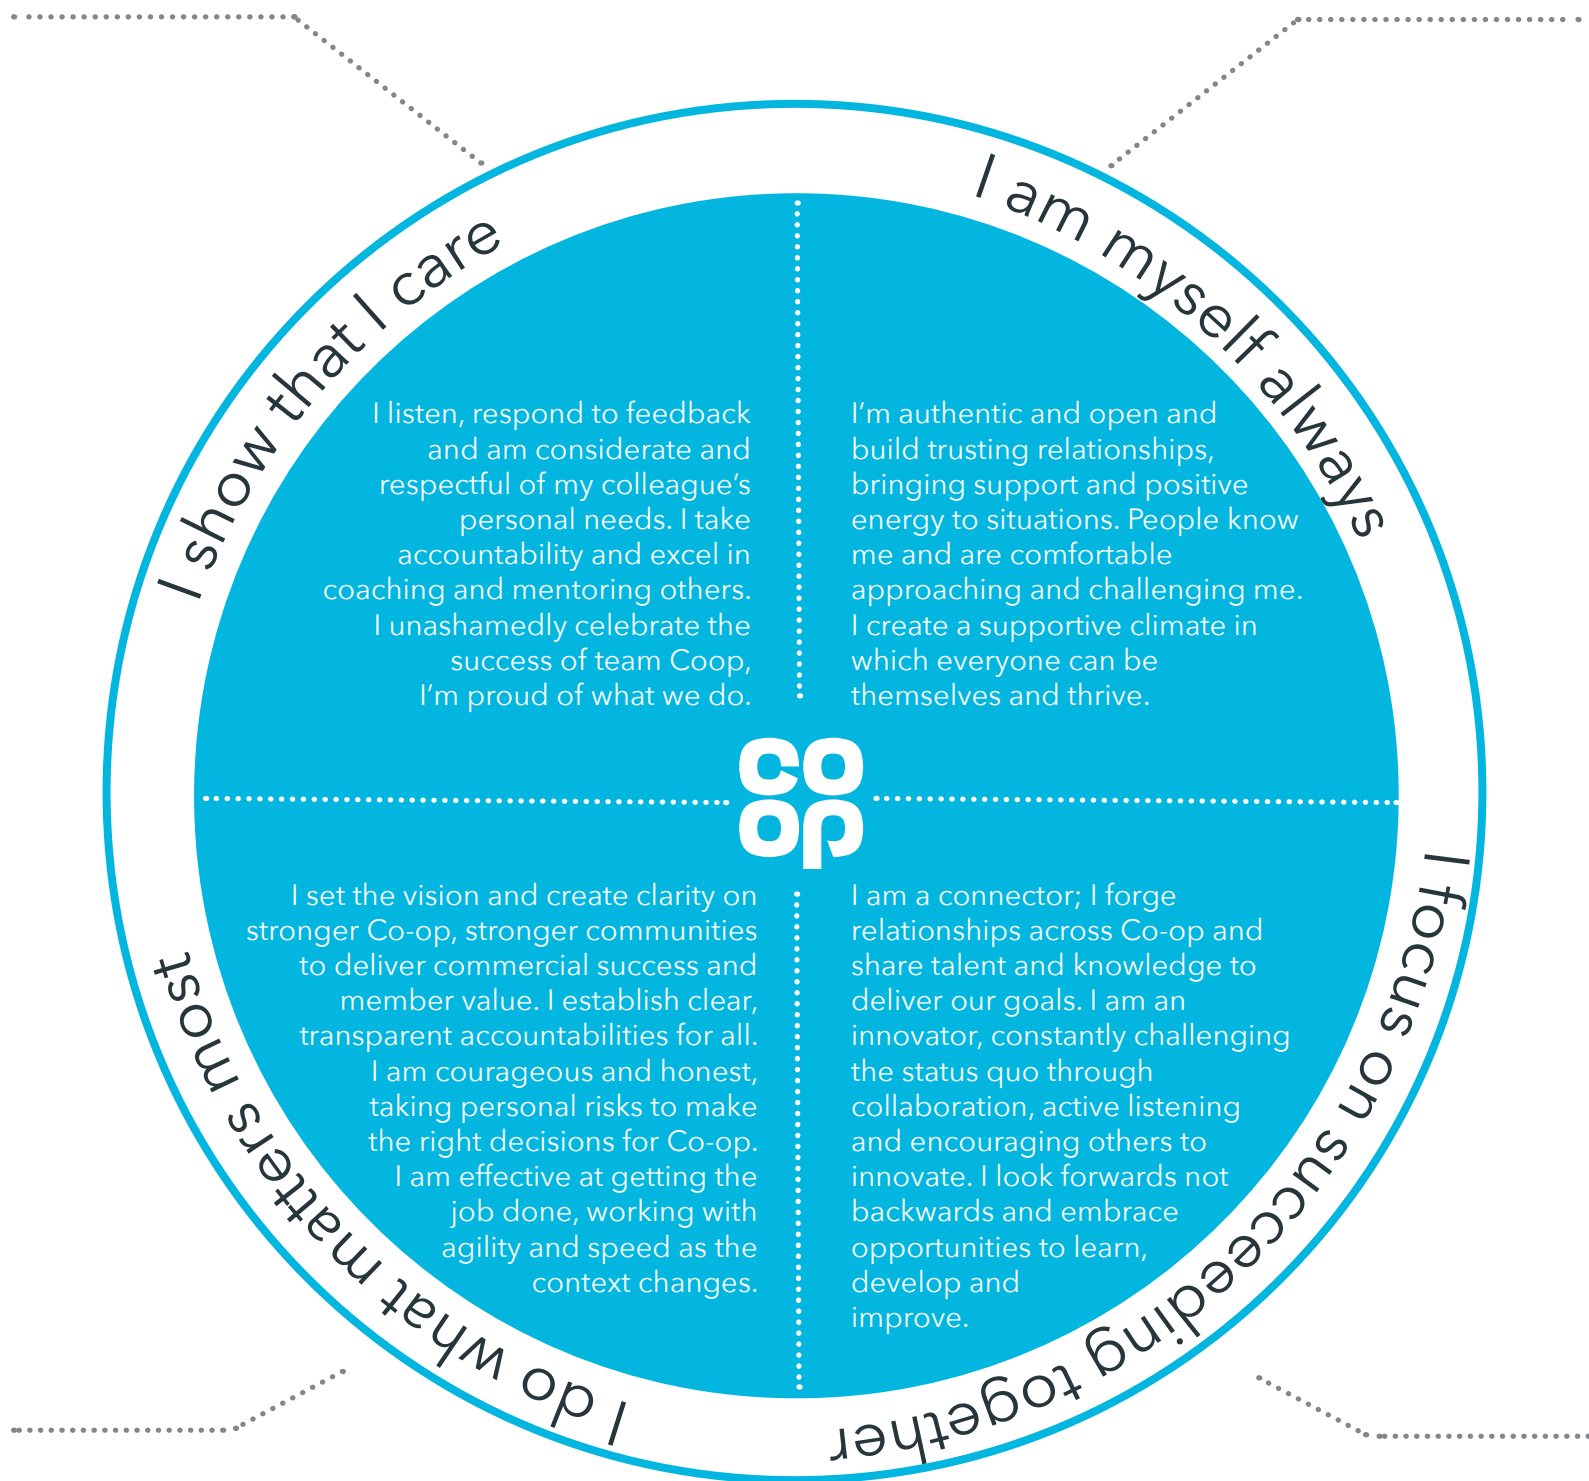 I show that I care
I listen, respond to feedback
and am considerate and
respectful of my colleague’s
personal needs. I take
accountability and excel in
coaching and mentoring others.
I unashamedly celebrate the
success of team Coop,
I’m proud of what we do.
I am myself always
I’m authentic and open and
build trusting relationships,
bringing support and positive
energy to situations. People know
me and are comfortable
approaching and challenging me.
I create a supportive climate in
which everyone can be
themselves and thrive.
co
op
I do what matters most
I set the vision and create clarity on
stronger Co-op, stronger communities
to deliver commercial success and
member value. I establish clear,
transparent accountabilities for all.
I am courageous and honest,
taking personal risks to make
the right decisions for Co-op.
I am effective at getting the
job done, working with
agility and speed as the
context changes.
I focus on succeeding together
I am a connector; I forge
relationships across Co-op and
share talent and knowledge to
deliver our goals. I am an
innovator, constantly challenging
the status quo through
collaboration, active listening
and encouraging others to
innovate. I look forwards not
backwards and embrace
opportunities to learn,
develop and
improve.